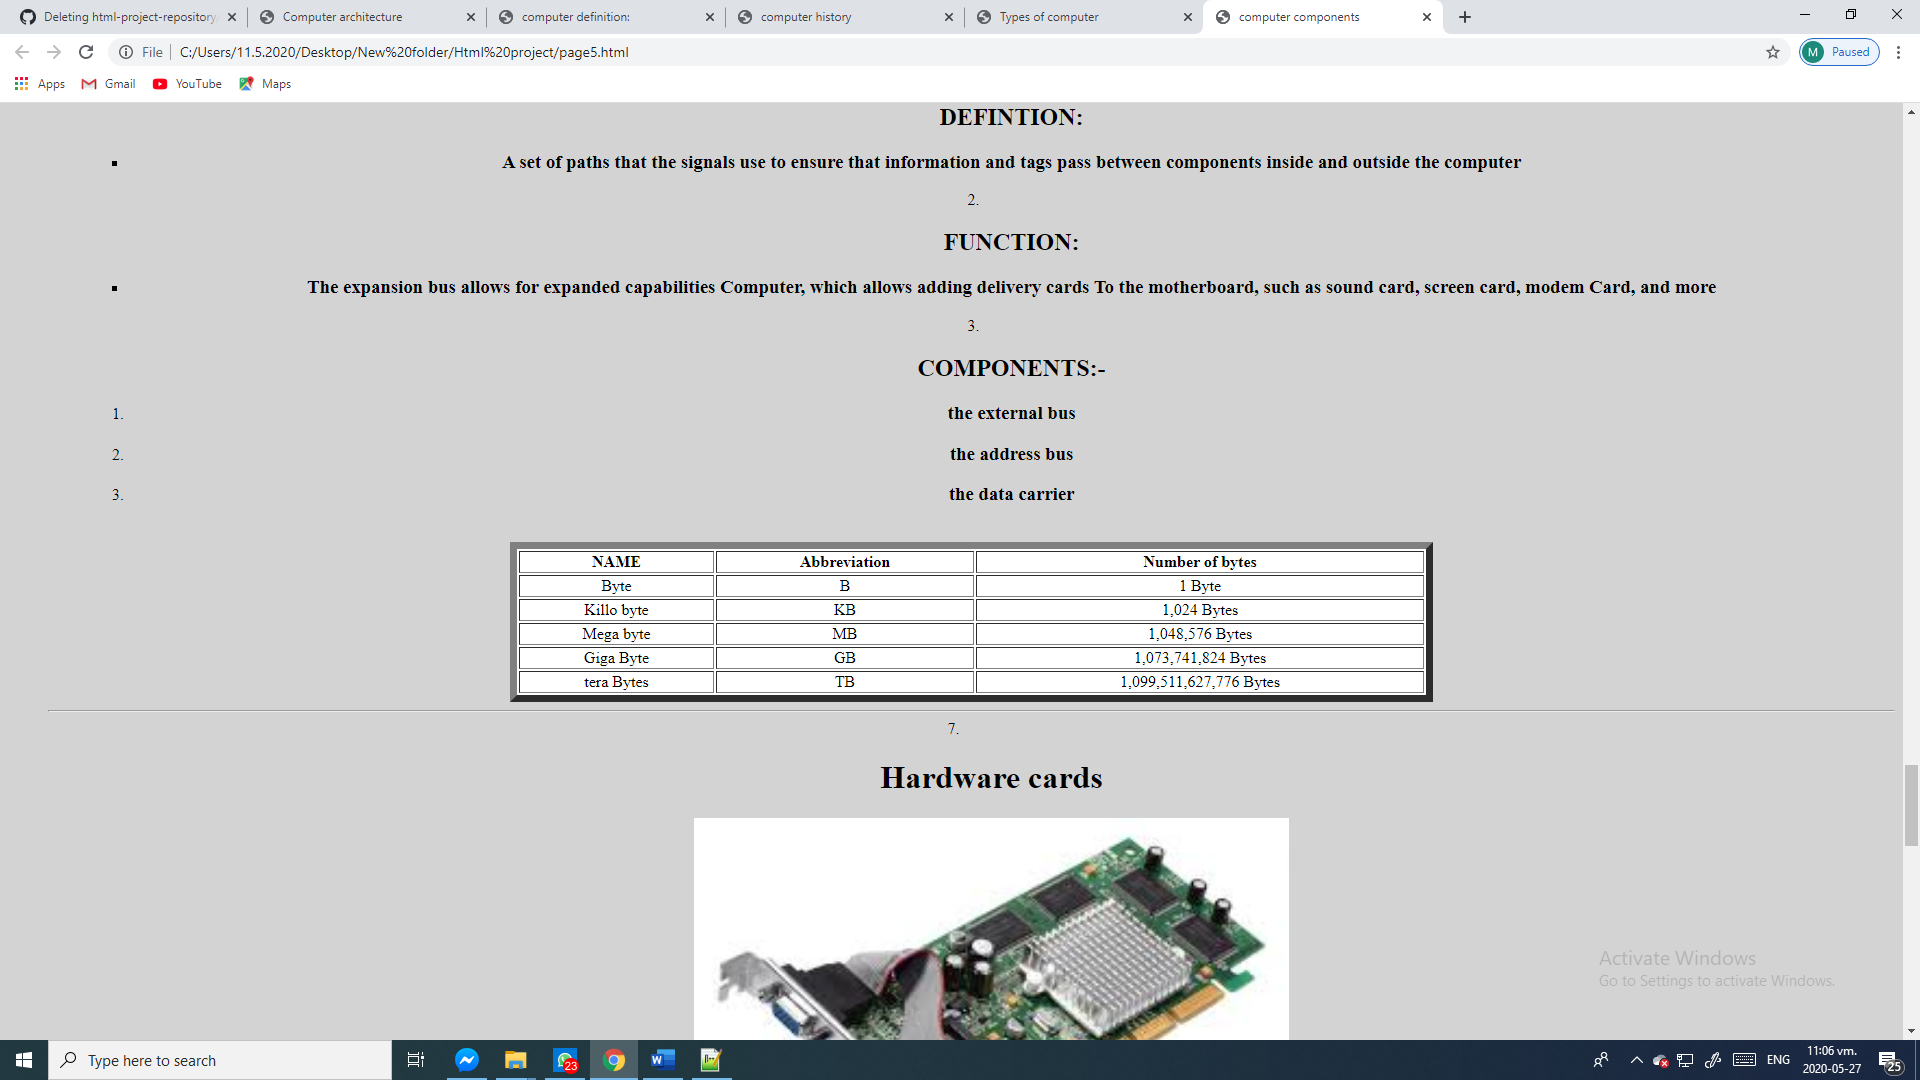 Deleting html-project-repository
Computer architecture
computer definition:
computer history
Types of computer
computer components
File
C:/Users/11.5.2020/Desktop/New%20folder/Html%20project/page5.html
M Paused
Apps
Gmail
YouTube
Maps
DEFINTION:
A set of paths that the signals use to ensure that information and tags pass between components inside and outside the computer
2.
FUNCTION:
The expansion bus allows for expanded capabilities Computer, which allows adding delivery cards To the motherboard, such as sound card, screen card, modem Card, and more
3.
COMPONENTS:-
1. the external bus
2. the address bus
3. the data carrier
NAME Abbreviation Number of bytes
Byte B 1 Byte
Killo byte KB 1,024 Bytes
Mega byte MB 1,048,576 Bytes
Giga Byte GB 1,073,741,824 Bytes
tera Bytes TB 1,099,511,627,776 Bytes
7.
Hardware cards
Activate Windows
Go to Settings to activate Windows.
Type here to search
23
W
ENG
11:06 vm.
2020-05-27
25